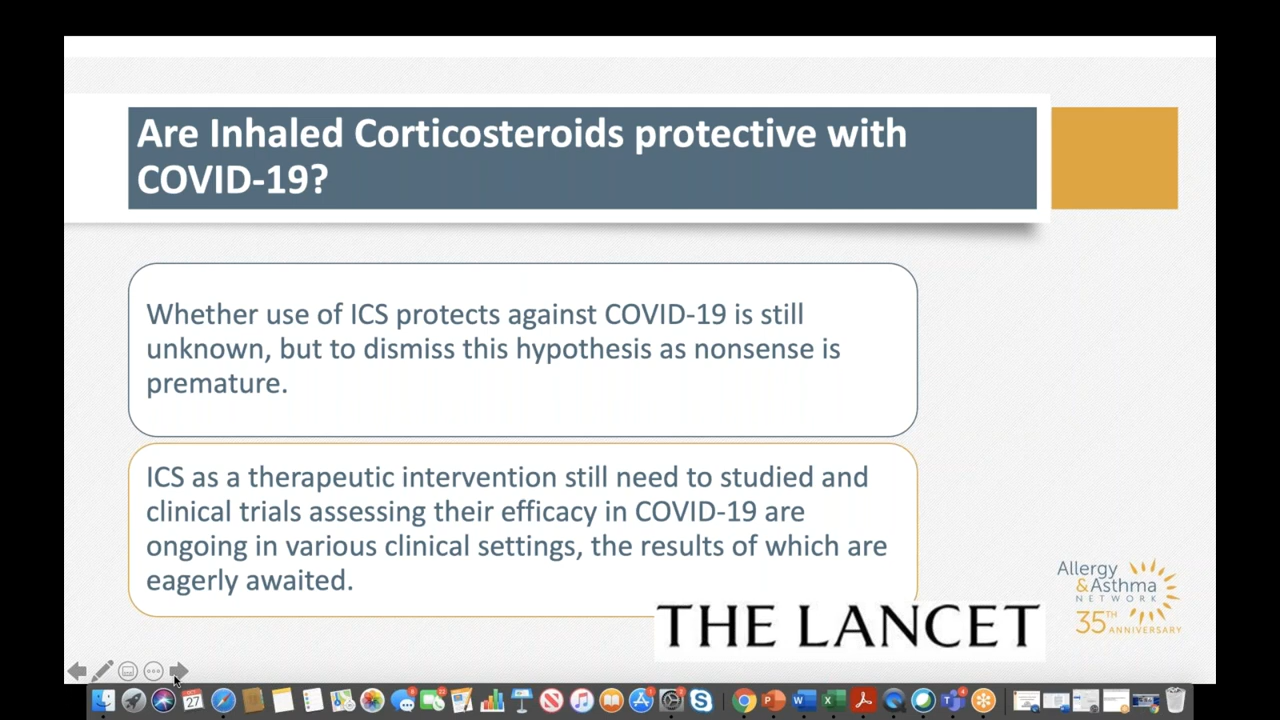 Are Inhaled Corticosteroids protective with
COVID-19?
Whether use of ICS protects against COVID-19 is still
unknown, but to dismiss this hypothesis as nonsense is
premature.
ICS as a therapeutic intervention still need to studied and
clinical trials assessing their efficacy in COVID-19 are
ongoing in various clinical settings, the results of which are
eagerly awaited.
THE LANCET
Allergy
&Asthma
NETWORK
35TH ANNIVERSARY
27